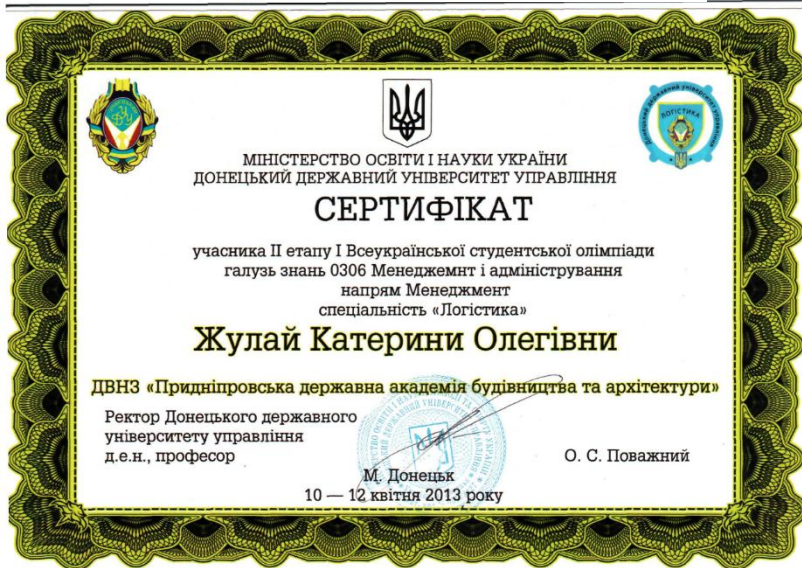 МІНІСТЕРСТВО ОСВІТИ І НАУКИ УКРАЇНИ
ДОНЕЦЬКИЙ ДЕРЖАВНИЙ УНІВЕРСИТЕТ УПРАВЛІННЯ
СЕРТИФІКАТ
учасника II етапу I Всеукраїнської студентської олімпіади
галузь знань 0306 Менеджемнт і адміністрування
напрям Менеджмент
спеціальність «Логістика»
Жулай Катерини Олегівни
ДВНЗ «Придніпровська державна академія будівництва та архітектури»
Ректор Донецького державного
університету управління
д.е.н., професор
О. С. Поважний
М. Донецьк
10 — 12 квітня 2013 року
ЛОГІСТИКА